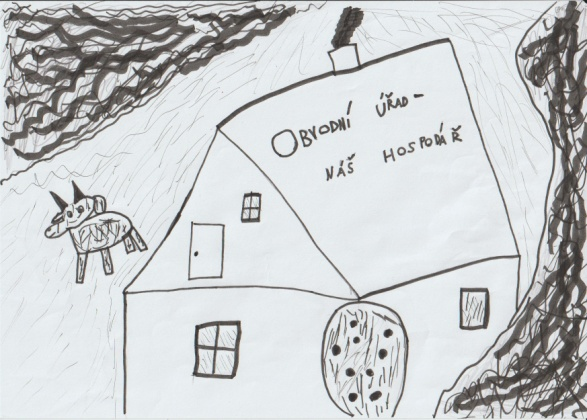 OBVODNÍ ÚŘAD-
NÁŠ HOSPODÁŘ